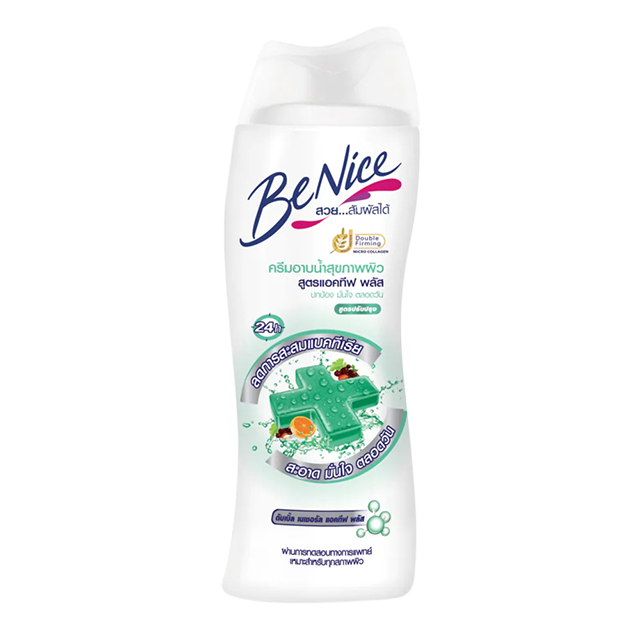 BeNice
สวย...สัมผัสได้
Double
Firming
MICRO COLLAGEN
ครีมอาบน้ำสุขภาพผิว
สูตรแอคทีฟ พลัส
ปกป้อง มั่นใจ ตลอดวัน
สูตรปรับปรุง
24h
ลดการสะสมแบคทีเรีย
สะอาด มั่นใจ ตลอดวัน
ดับเบิ้ล เนเชอรัล แอคทีฟ พลัส
ผ่านการทดสอบทางการแพทย์
เหมาะสำหรับทุกสภาพผิว